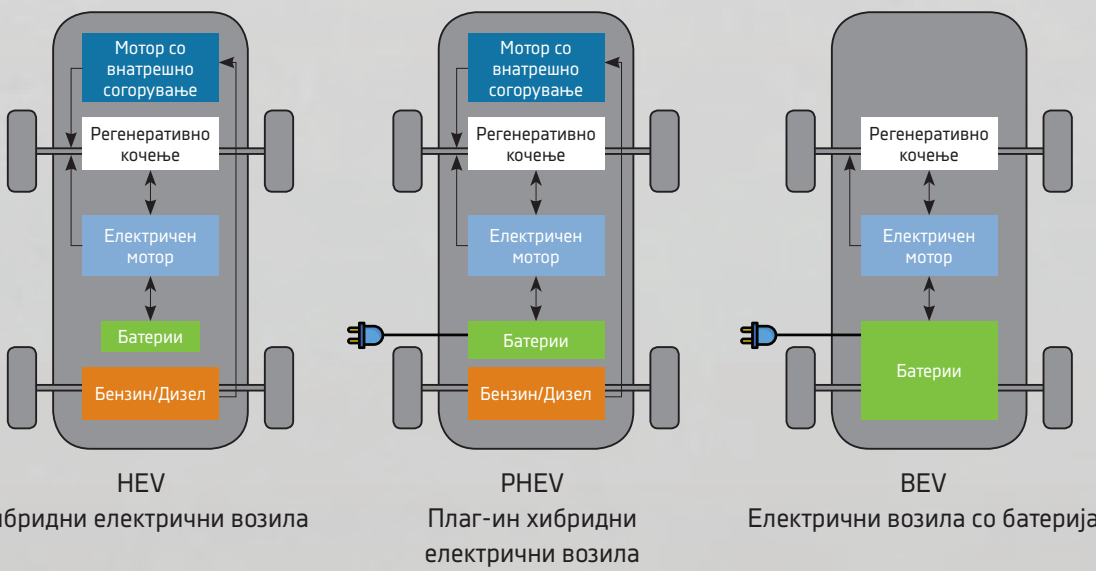 Мотор со
внатрешно
согорување
Регенеративно
кочење
Електричен
мотор
Батерии
Бензин/Дизел
HEV
ибридни електрични возила
Мотор со
внатрешно
согорување
Регенеративно
кочење
Електричен
мотор
Батерии
Бензин/Дизел
PHEV
Плаг-ин хибридни
електрични возила
Регенеративно
кочење
Електричен
мотор
Батерии
BEV
Електрични возила со батерија